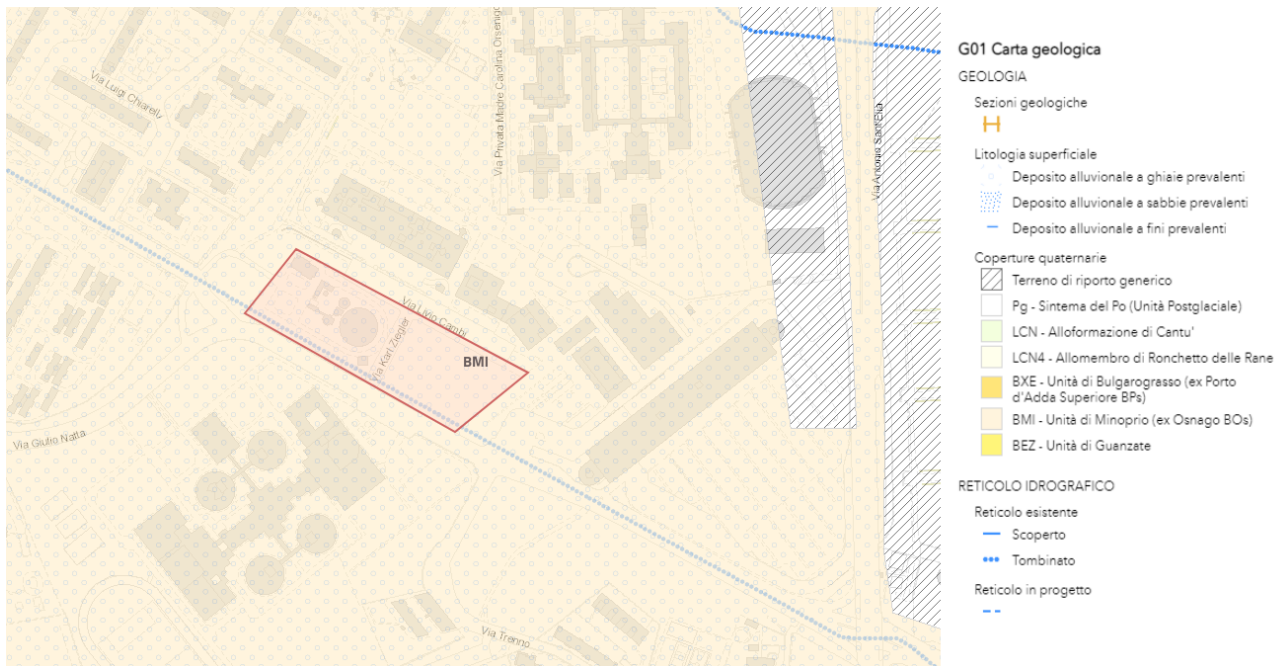 Via Luigi Chiarelli
Via Privata Madre Carolina Orsenigo
Via Antonio Sant'Elia
Via Livio Cambi
Via Karl Ziegler
BMI
Via Giulio Natta
Via Trenno
G01 Carta geologica
GEOLOGIA
Sezioni geologiche
Litologia superficiale
Deposito alluvionale a ghiaie prevalenti
Deposito alluvionale a sabbie prevalenti
Deposito alluvionale a fini prevalenti
Coperture quaternarie
Terreno di riporto generico
Pg - Sintema del Po (Unità Postglaciale)
LCN - Alloformazione di Cantu'
LCN4 - Allomembro di Ronchetto delle Rane
BXE - Unità di Bulgarograsso (ex Porto
d'Adda Superiore BPs)
BMI - Unità di Minoprio (ex Osnago BOs)
BEZ - Unità di Guanzate
RETICOLO IDROGRAFICO
Reticolo esistente
Scoperto
Tombinato
Reticolo in progetto